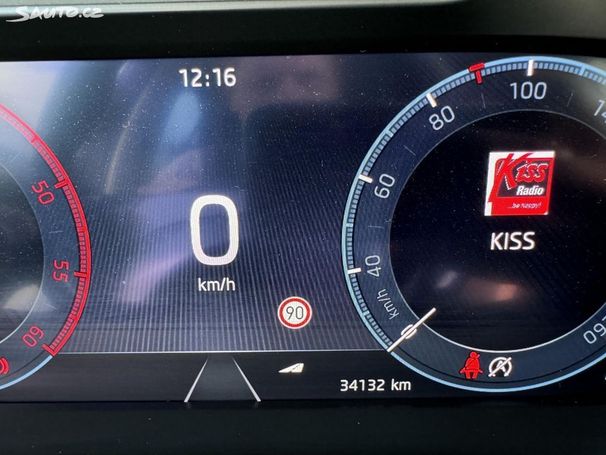 SAUTO.CZ
12:16
0
km/h
90
50
55
60
40
60
80
100
km/h
0
Kiss
Radio
...be happy!
KISS
34132 km